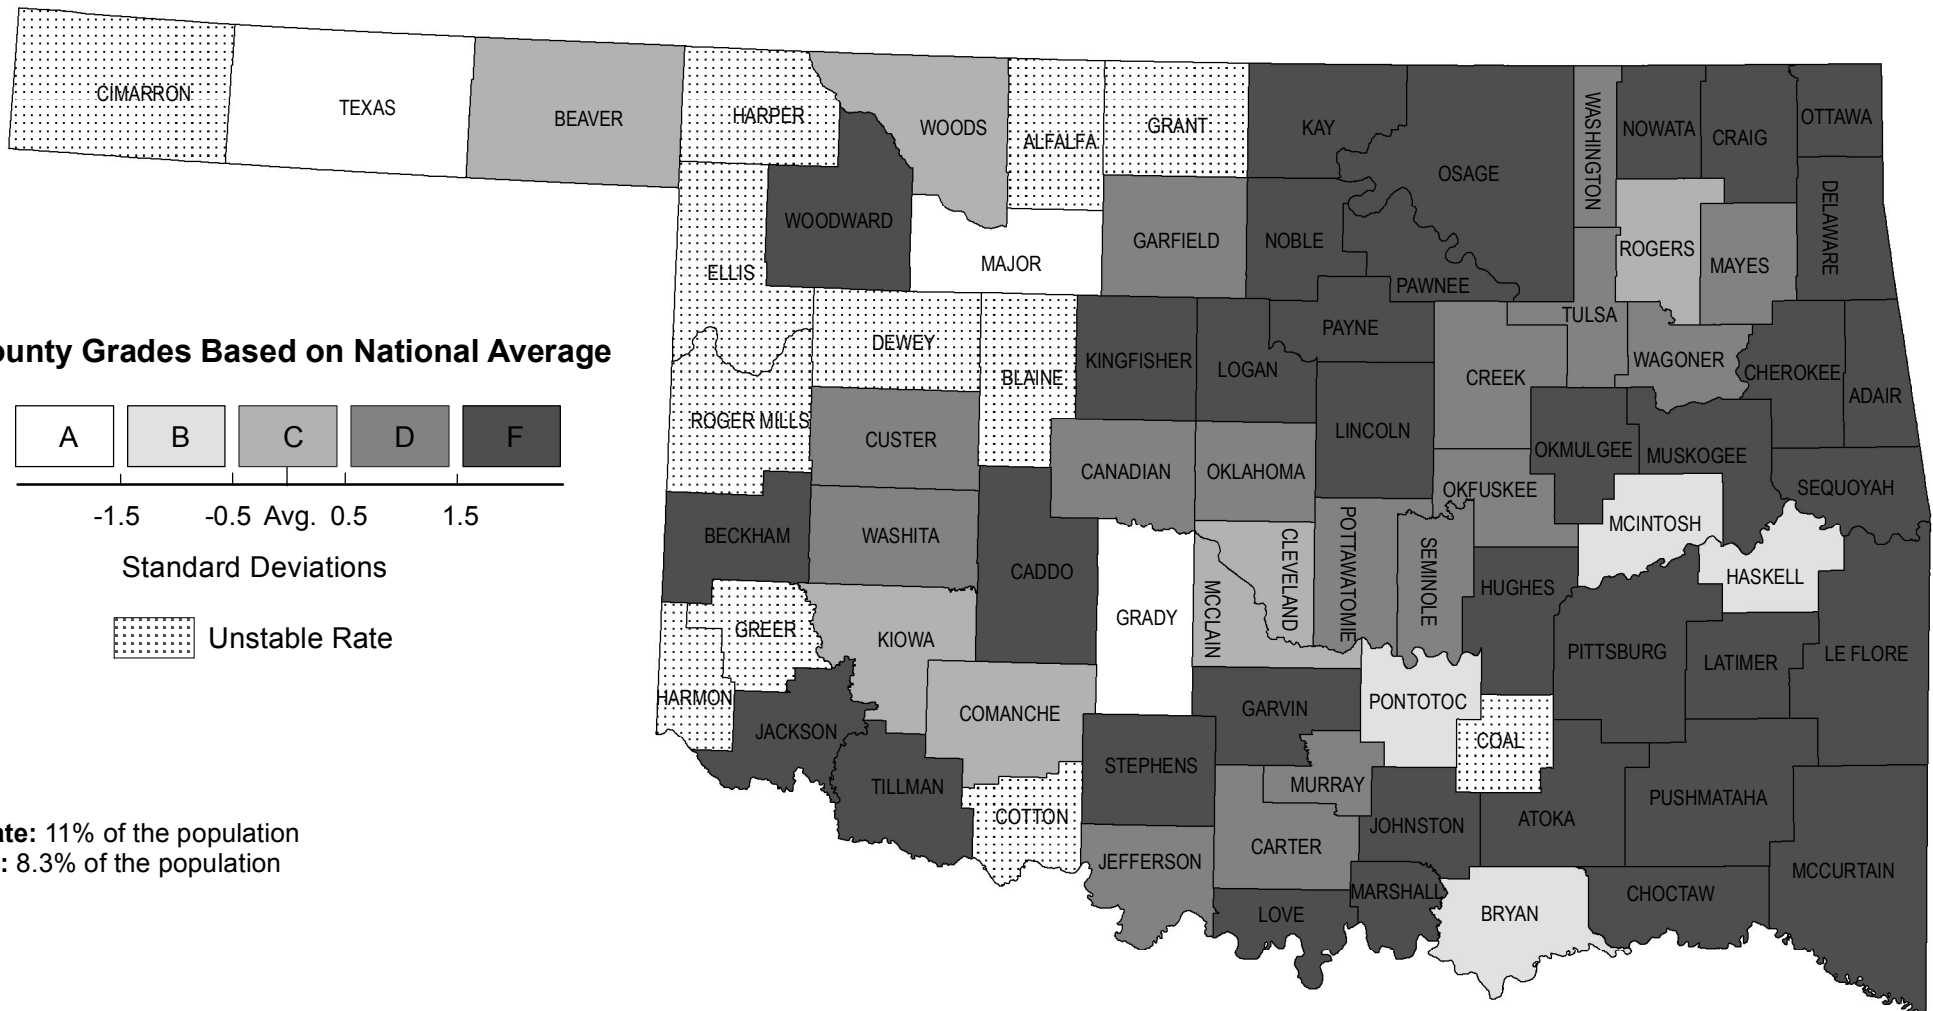 CIMARRON
TEXAS
BEAVER
HARPER
WOODS
ALFALFA
GRANT
KAY
OSAGE
WASHINGTON
NOWATA
CRAIG
OTTAWA
DELAWARE
WOODWARD
ELLIS
MAJOR
GARFIELD
NOBLE
PAWNEE
ROGERS
MAYES
TULSA
DEWEY
BLAINE
KINGFISHER
LOGAN
PAYNE
CREEK
WAGONER
CHEROKEE
ADAIR
ounty Grades Based on National Average
A B C D F
-1.5 -0.5 Avg. 0.5 1.5
Standard Deviations
Unstable Rate
ROGER MILLS
CUSTER
CANADIAN
OKLAHOMA
LINCOLN
OKMULGEE
MUSKOGEE
SEQUOYAH
OKFUSKEE
MCINTOSH
HASKELL
BECKHAM
WASHITA
CADDO
GRADY
MCCLAIN
CLEVELAND
POTTAWATOMIE
SEMINOLE
HUGHES
PITTSBURG
LATIMER
LE FLORE
GREER
KIOWA
HARMON
JACKSON
COMANCHE
GARVIN
PONTOTOC
COAL
TILLMAN
STEPHENS
MURRAY
COTTON
JOHNSTON
ATOKA
PUSHMATAHA
JEFFERSON
CARTER
MARSHALL
LOVE
BRYAN
CHOCTAW
MCCURTAIN
ate: 11% of the population
: 8.3% of the population